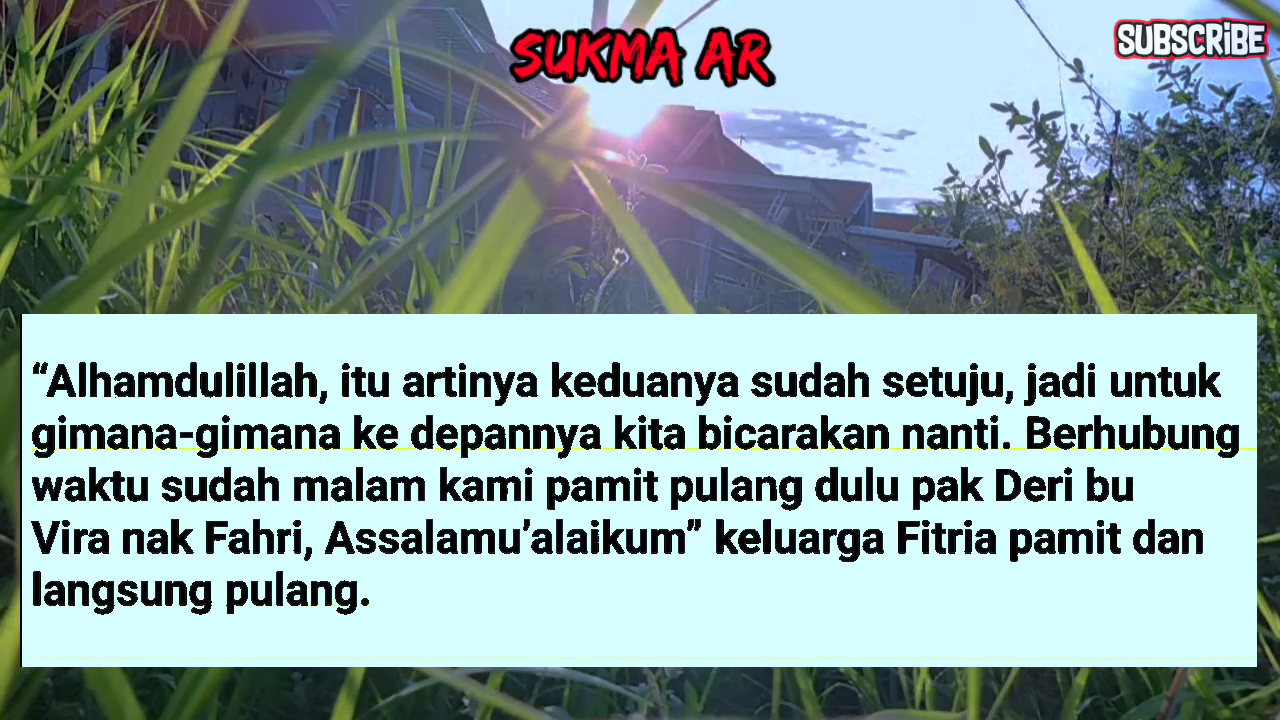 SUKMA AR
SUBSCRiBE
“Alhamdulillah, itu artinya keduanya sudah setuju, jadi untuk
gimana-gimana ke depannya kita bicarakan nanti. Berhubung
waktu sudah malam kami pamit pulang dulu pak Deri bu
Vira nak Fahri, Assalamu’alaikum” keluarga Fitria pamit dan
langsung pulang.